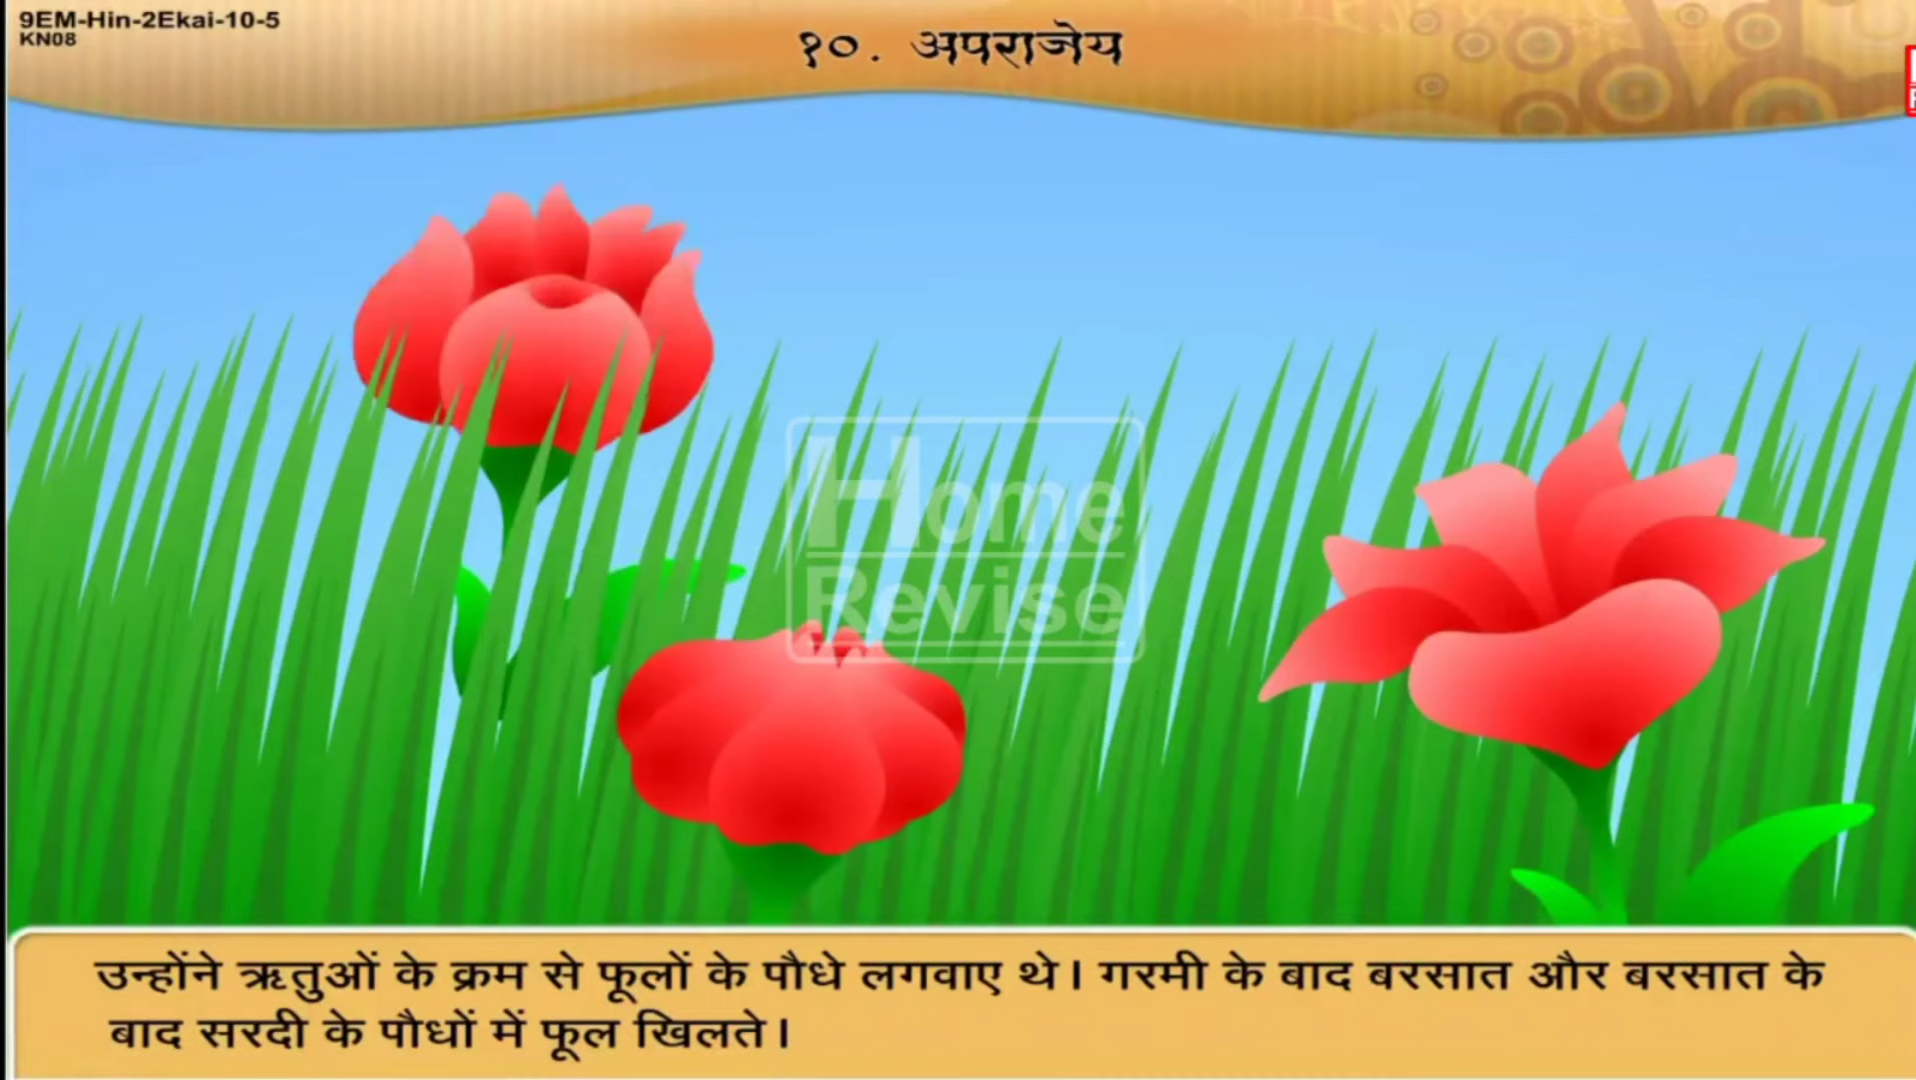 9EM-Hin-2Ekai-10-5
KN08
१०. अपराजेय
Home
Revise
उन्होंने ऋतुओं के क्रम से फूलों के पौधे लगवाए थे। गरमी के बाद बरसात और बरसात के
बाद सरदी के पौधों में फूल खिलते।